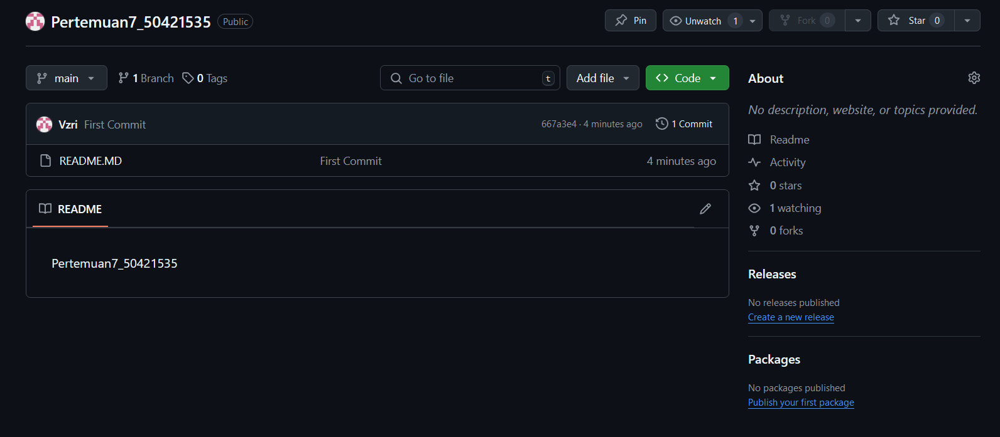 Pertemuan7_50421535 Public Pin Unwatch 1 Fork 0 Star 0
main 1 Branch 0 Tags Go to file t Add file Code
Vzri First Commit 667a3e4 · 4 minutes ago 1 Commit
README.MD First Commit 4 minutes ago
README
Pertemuan7_50421535
About
No description, website, or topics provided.
Readme
Activity
0 stars
1 watching
0 forks
Releases
No releases published
Create a new release
Packages
No packages published
Publish your first package